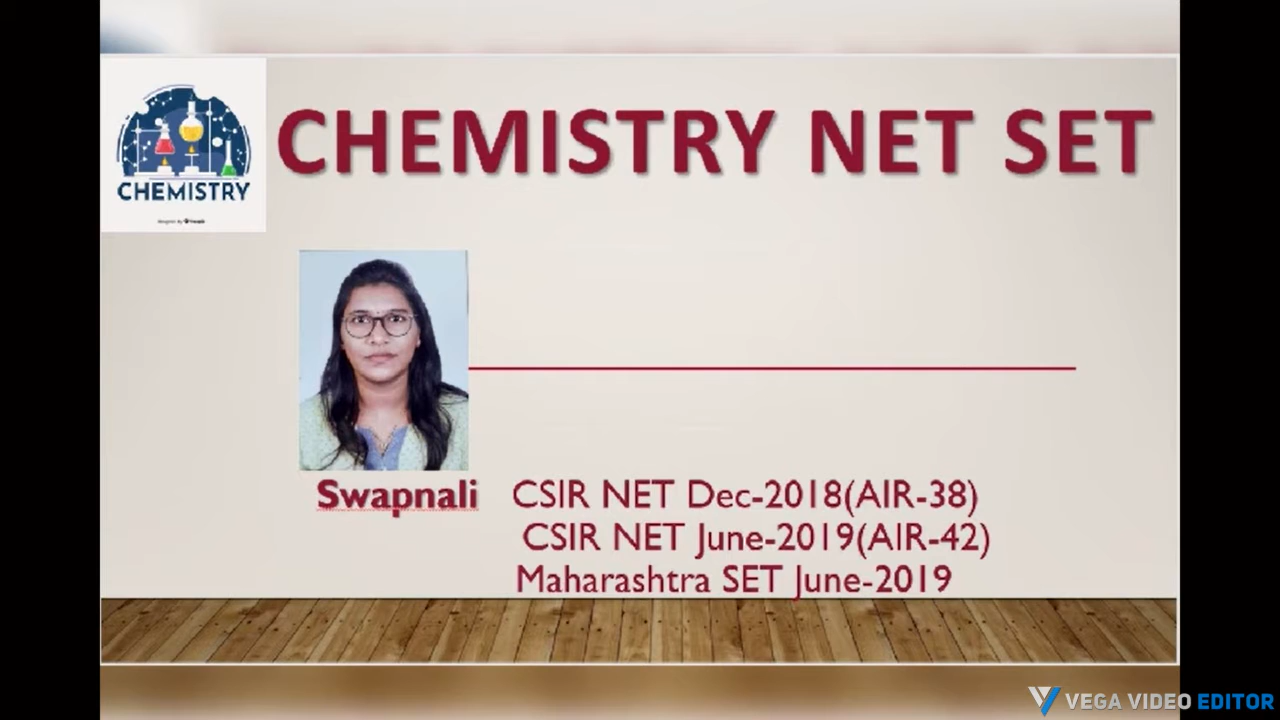 CHEMISTRY NET SET
CHEMISTRY
Swapnali CSIR NET Dec-2018(AIR-38)
CSIR NET June-2019(AIR-42)
Maharashtra SET June-2019
VEGA VIDEO EDITOR